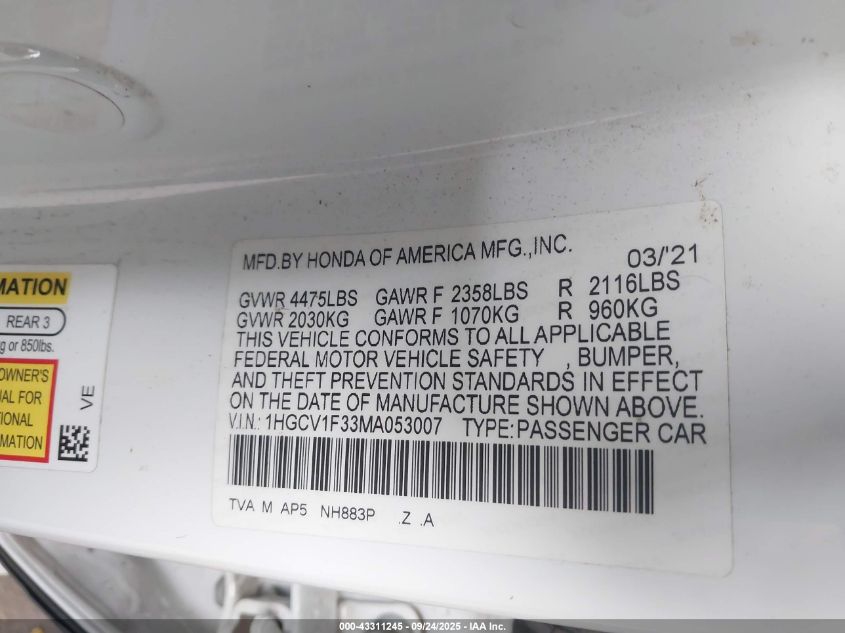 MFD.BY HONDA OF AMERICA MFG.,INC. 03/'21
GVWR 4475LBS GAWR F 2358LBS R 2116LBS
GVWR 2030KG GAWR F 1070KG R 960KG
THIS VEHICLE CONFORMS TO ALL APPLICABLE
FEDERAL MOTOR VEHICLE SAFETY , BUMPER,
AND THEFT PREVENTION STANDARDS IN EFFECT
ON THE DATE OF MANUFACTURE SHOWN ABOVE.
V.I.N.: 1HGCV1F33MA053007 TYPE:PASSENGER CAR
TVA M AP5 NH883P .Z .A
MATION
REAR 3
g or 850lbs.
OWNER'S
UAL FOR
TIONAL
RMATION
VE
000-43311245 - 09/24/2025 - IAA Inc.